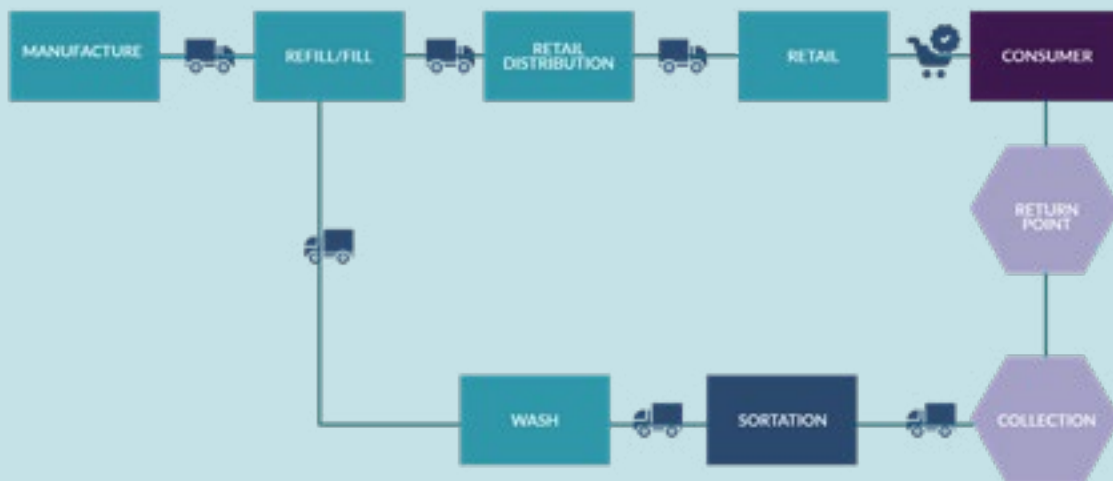 MANUFACTURE
REFILL/FILL
RETAIL
DISTRIBUTION
RETAIL
CONSUMER
RETURN
POINT
WASH
SORTATION
COLLECTION